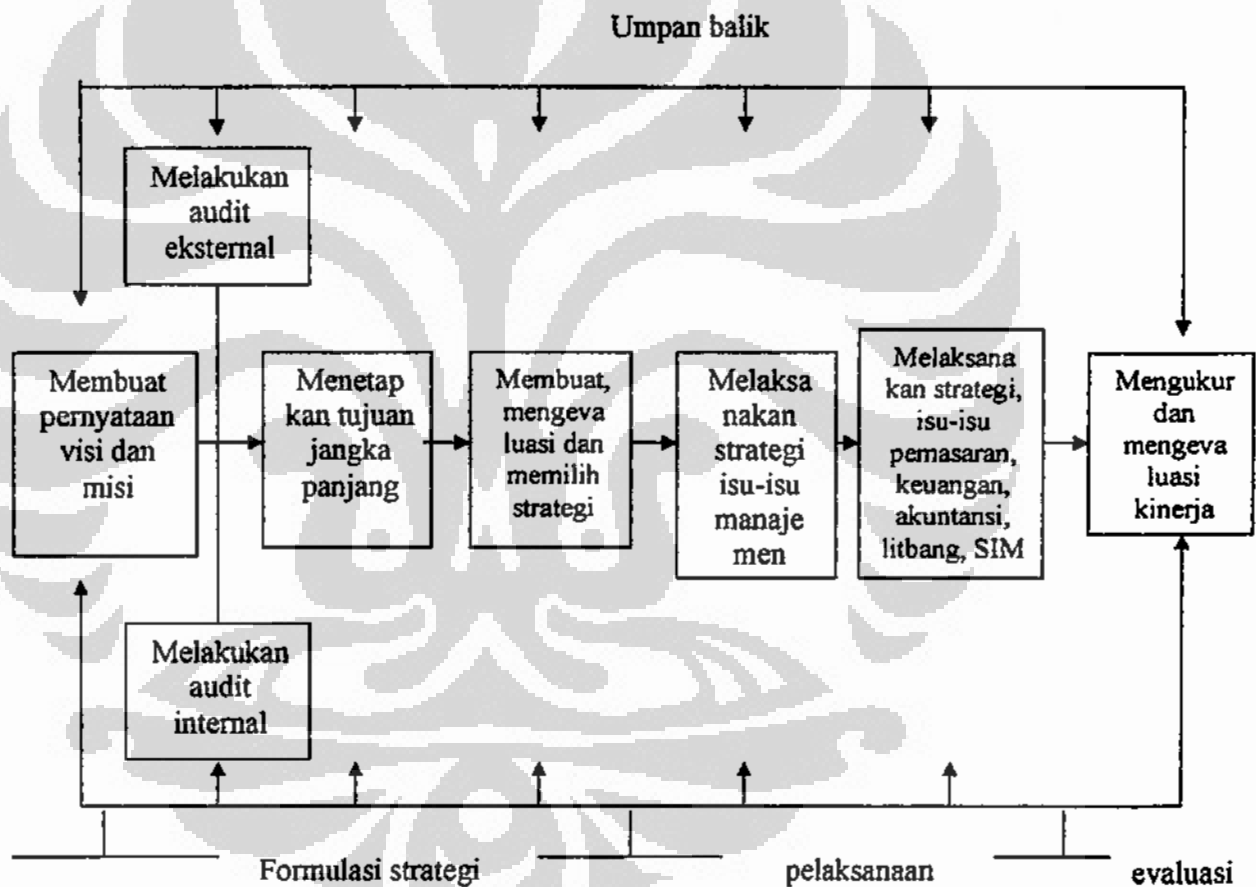 Umpan balik
Melakukan
audit
eksternal
Membuat
pernyataan
visi dan
misi
Menetap
kan tujuan
jangka
panjang
Membuat,
mengeva
luasi dan
memilih
strategi
Melaksa
nakan
strategi
isu-isu
manaje
men
Melaksana
kan strategi,
isu-isu
pemasaran,
keuangan,
akuntansi,
litbang, SIM
Mengukur
dan
mengeva
luasi
kinerja
Melakukan
audit
internal
Formulasi strategi
pelaksanaan
evaluasi